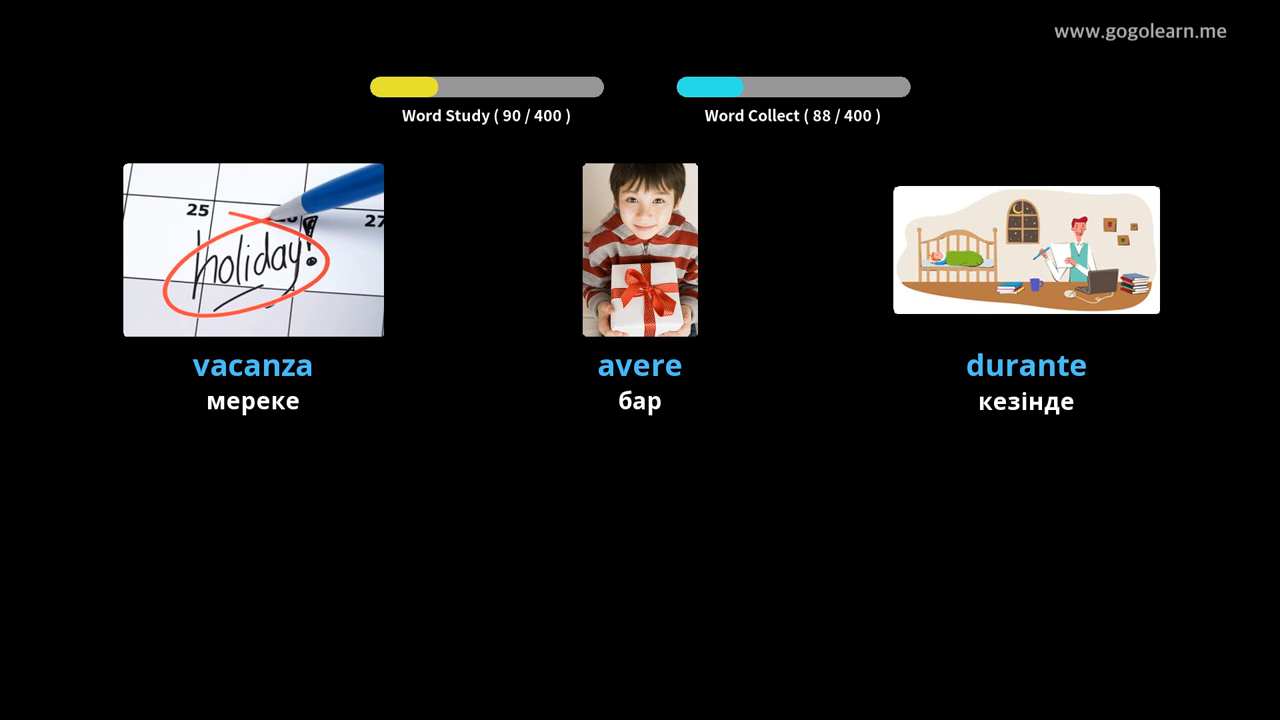 www.gogolearn.me
Word Study ( 90 / 400 )
Word Collect ( 88 / 400 )
25
27
holiday!
vacanza
avere
durante
мереке
бар
кезінде